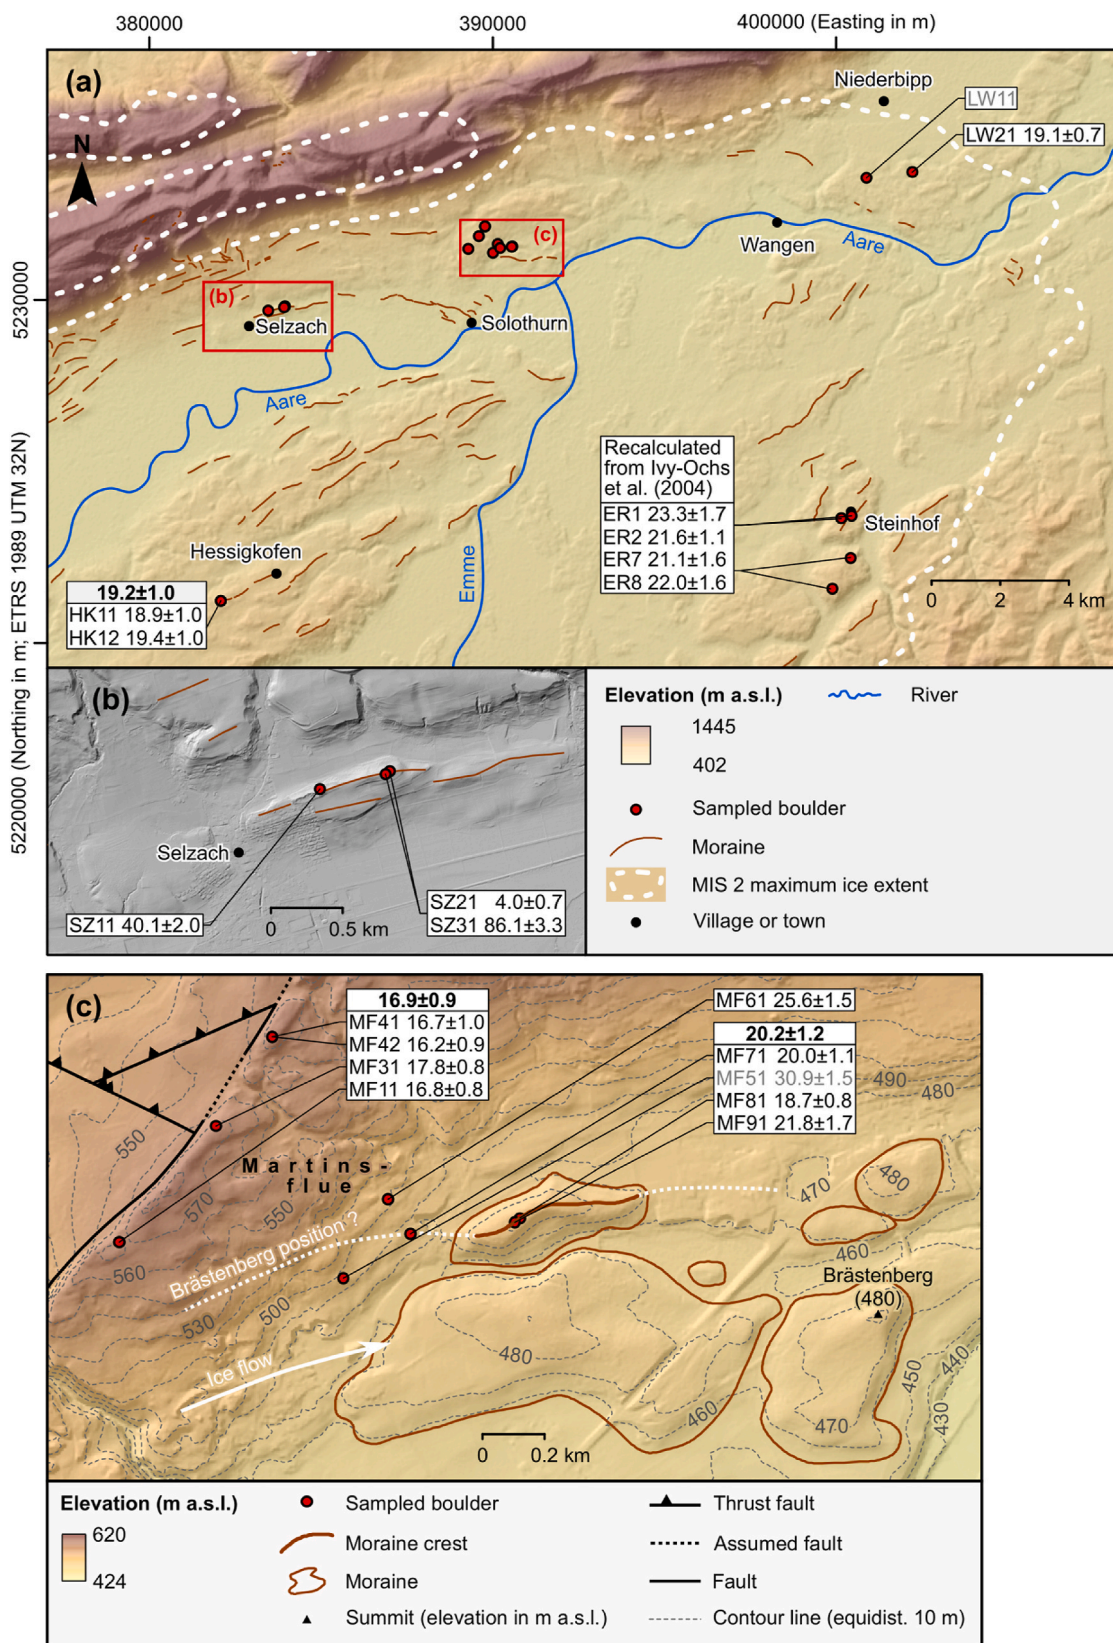 380000
390000
400000 (Easting in m)
(a)
N
Niederbipp
LW11
LW21 19.1±0.7
(c)
Wangen
Aare
5230000
(b)
Selzach
Solothurn
Aare
Recalculated
from Ivy-Ochs
et al. (2004)
ER1 23.3±1.7
ER2 21.6±1.1
ER7 21.1±1.6
ER8 22.0±1.6
Steinhof
Hessigkofen
Emme
19.2±1.0
HK11 18.9±1.0
HK12 19.4±1.0
0 2 4 km
5220000 (Northing in m; ETRS 1989 UTM 32N)
(b)
Selzach
SZ11 40.1±2.0
0 0.5 km
SZ21 4.0±0.7
SZ31 86.1±3.3
Elevation (m a.s.l.)
River
1445
402
Sampled boulder
Moraine
MIS 2 maximum ice extent
Village or town
(c)
16.9±0.9
MF41 16.7±1.0
MF42 16.2±0.9
MF31 17.8±0.8
MF11 16.8±0.8
MF61 25.6±1.5
20.2±1.2
MF71 20.0±1.1
MF51 30.9±1.5
MF81 18.7±0.8
MF91 21.8±1.7
490
480
550
Martins-
flue
570
550
470
480
560
Brästenberg position ?
460
530
500
Brästenberg
(480)
Ice flow
480
460
470
450
440
430
0 0.2 km
Elevation (m a.s.l.)
620
424
Sampled boulder
Moraine crest
Moraine
Summit (elevation in m a.s.l.)
Thrust fault
Assumed fault
Fault
Contour line (equidist. 10 m)